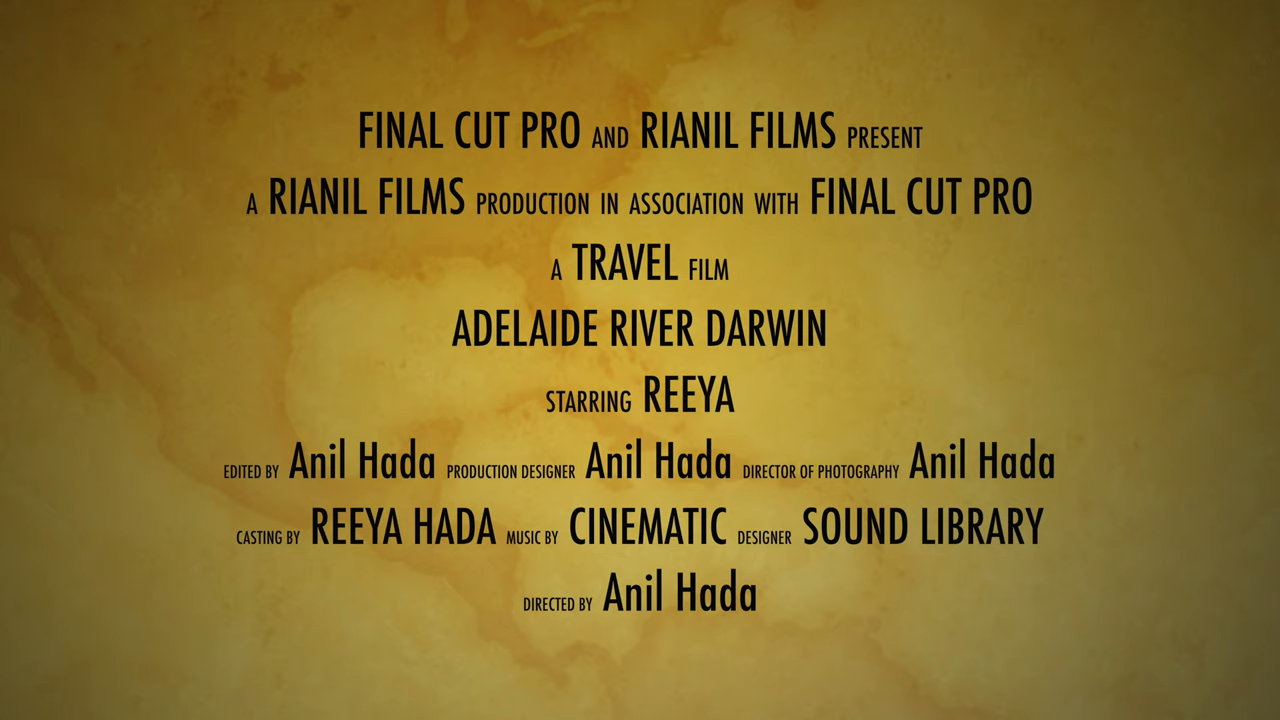 FINAL CUT PRO AND RIANIL FILMS PRESENT
A RIANIL FILMS PRODUCTION IN ASSOCIATION WITH FINAL CUT PRO
A TRAVEL FILM
ADELAIDE RIVER DARWIN
STARRING REEYA
EDITED BY Anil Hada PRODUCTION DESIGNER Anil Hada DIRECTOR OF PHOTOGRAPHY Anil Hada
CASTING BY REEYA HADA MUSIC BY CINEMATIC DESIGNER SOUND LIBRARY
DIRECTED BY Anil Hada